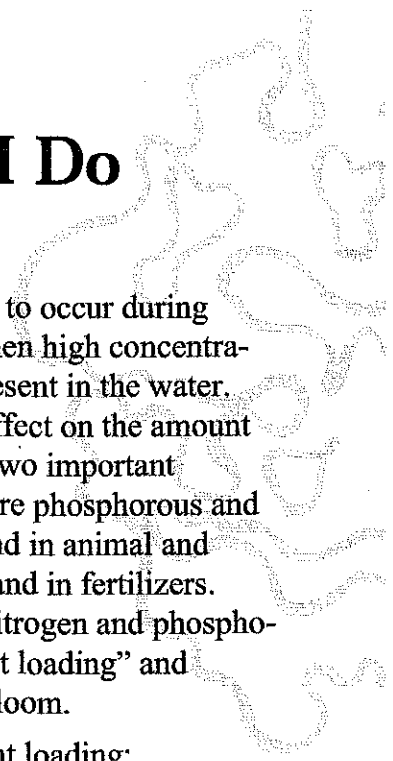 I Do
to occur during
en high concentra-
esent in the water.
ffect on the amount
wo important
re phosphorous and
nd in animal and
and in fertilizers.
itrogen and phospho-
t loading” and
loom.
nt loading: